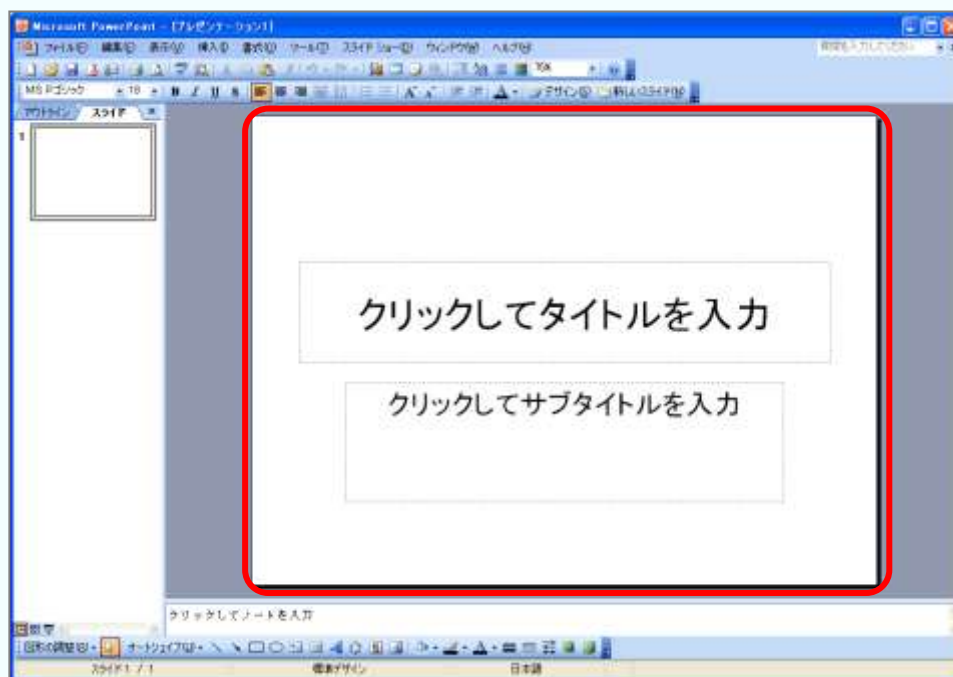 Microsoft PowerPoint - [プレゼンテーション1]
ファイル(F) 編集(E) 表示(V) 挿入(I) 書式(O) ツール(T) スライド ショー(D) ウィンドウ(W) ヘルプ(H)
MS Pゴシック 18 B I U S デザイン(S) 新しいスライド(N)
アウトライン スライド
1
クリックしてタイトルを入力
クリックしてサブタイトルを入力
クリックしてノートを入力
図形の調整(R) オートシェイプ(U)
スライド 1 / 1 標準デザイン 日本語